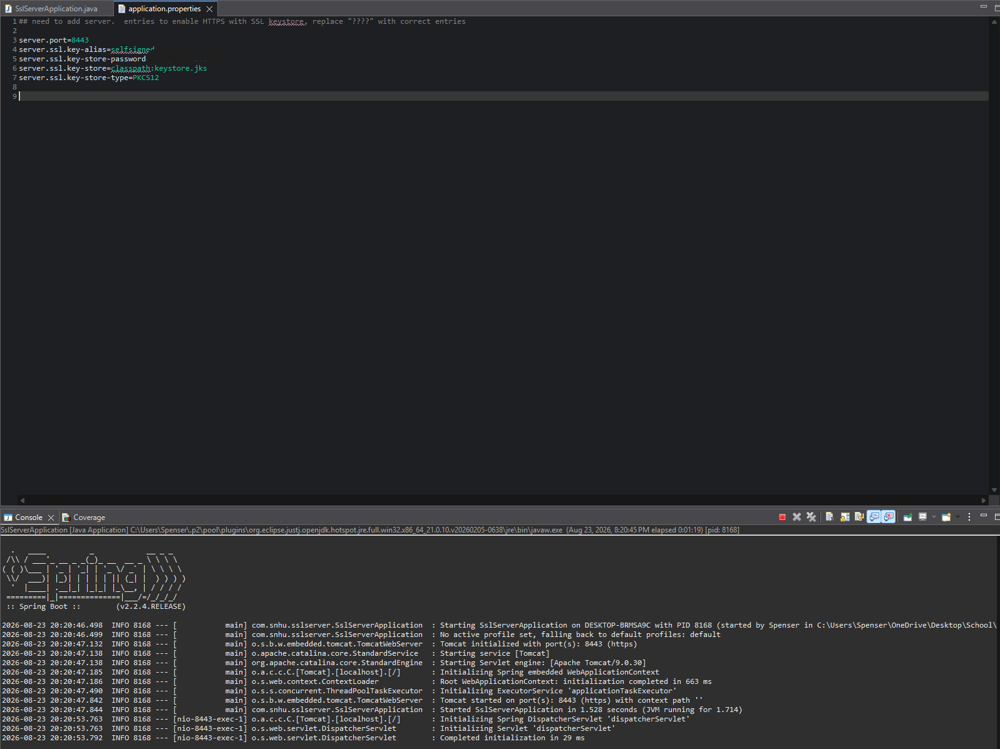 SslServerApplication.java
application.properties
1 ## need to add server.  entries to enable HTTPS with SSL keystore, replace "????" with correct entries
2
3 server.port=8443
4 server.ssl.key-alias=selfsigned
5 server.ssl.key-store-password
6 server.ssl.key-store=classpath:keystore.jks
7 server.ssl.key-store-type=PKCS12
8
9
Console
Coverage
SslServerApplication [Java Application] C:\Users\Spenser\.p2\pool\plugins\org.eclipse.justj.openjdk.hotspot.jre.full.win32.x86_64_21.0.10.v20260205-0638\jre\bin\javaw.exe  (Aug 23, 2026, 8:20:45 PM elapsed 0:01:19) [pid: 8168]
Spring
:: Spring Boot ::        (v2.2.4.RELEASE)
2026-08-23 20:20:46.498  INFO 8168 --- [           main] com.snhu.sslserver.SslServerApplication  : Starting SslServerApplication on DESKTOP-BRMSA9C with PID 8168 (started by Spenser in C:\Users\Spenser\OneDrive\Desktop\School\
2026-08-23 20:20:46.499  INFO 8168 --- [           main] com.snhu.sslserver.SslServerApplication  : No active profile set, falling back to default profiles: default
2026-08-23 20:20:47.132  INFO 8168 --- [           main] o.s.b.w.embedded.tomcat.TomcatWebServer  : Tomcat initialized with port(s): 8443 (https)
2026-08-23 20:20:47.138  INFO 8168 --- [           main] o.apache.catalina.core.StandardService   : Starting service [Tomcat]
2026-08-23 20:20:47.138  INFO 8168 --- [           main] org.apache.catalina.core.StandardEngine  : Starting Servlet engine: [Apache Tomcat/9.0.30]
2026-08-23 20:20:47.185  INFO 8168 --- [           main] o.a.c.c.C.[Tomcat].[localhost].[/]       : Initializing Spring embedded WebApplicationContext
2026-08-23 20:20:47.186  INFO 8168 --- [           main] o.s.web.context.ContextLoader            : Root WebApplicationContext: initialization completed in 663 ms
2026-08-23 20:20:47.490  INFO 8168 --- [           main] o.s.s.concurrent.ThreadPoolTaskExecutor  : Initializing ExecutorService 'applicationTaskExecutor'
2026-08-23 20:20:47.842  INFO 8168 --- [           main] o.s.b.w.embedded.tomcat.TomcatWebServer  : Tomcat started on port(s): 8443 (https) with context path ''
2026-08-23 20:20:47.844  INFO 8168 --- [           main] com.snhu.sslserver.SslServerApplication  : Started SslServerApplication in 1.528 seconds (JVM running for 1.714)
2026-08-23 20:20:53.763  INFO 8168 --- [nio-8443-exec-1] o.a.c.c.C.[Tomcat].[localhost].[/]       : Initializing Spring DispatcherServlet 'dispatcherServlet'
2026-08-23 20:20:53.763  INFO 8168 --- [nio-8443-exec-1] o.s.web.servlet.DispatcherServlet        : Initializing Servlet 'dispatcherServlet'
2026-08-23 20:20:53.792  INFO 8168 --- [nio-8443-exec-1] o.s.web.servlet.DispatcherServlet        : Completed initialization in 29 ms